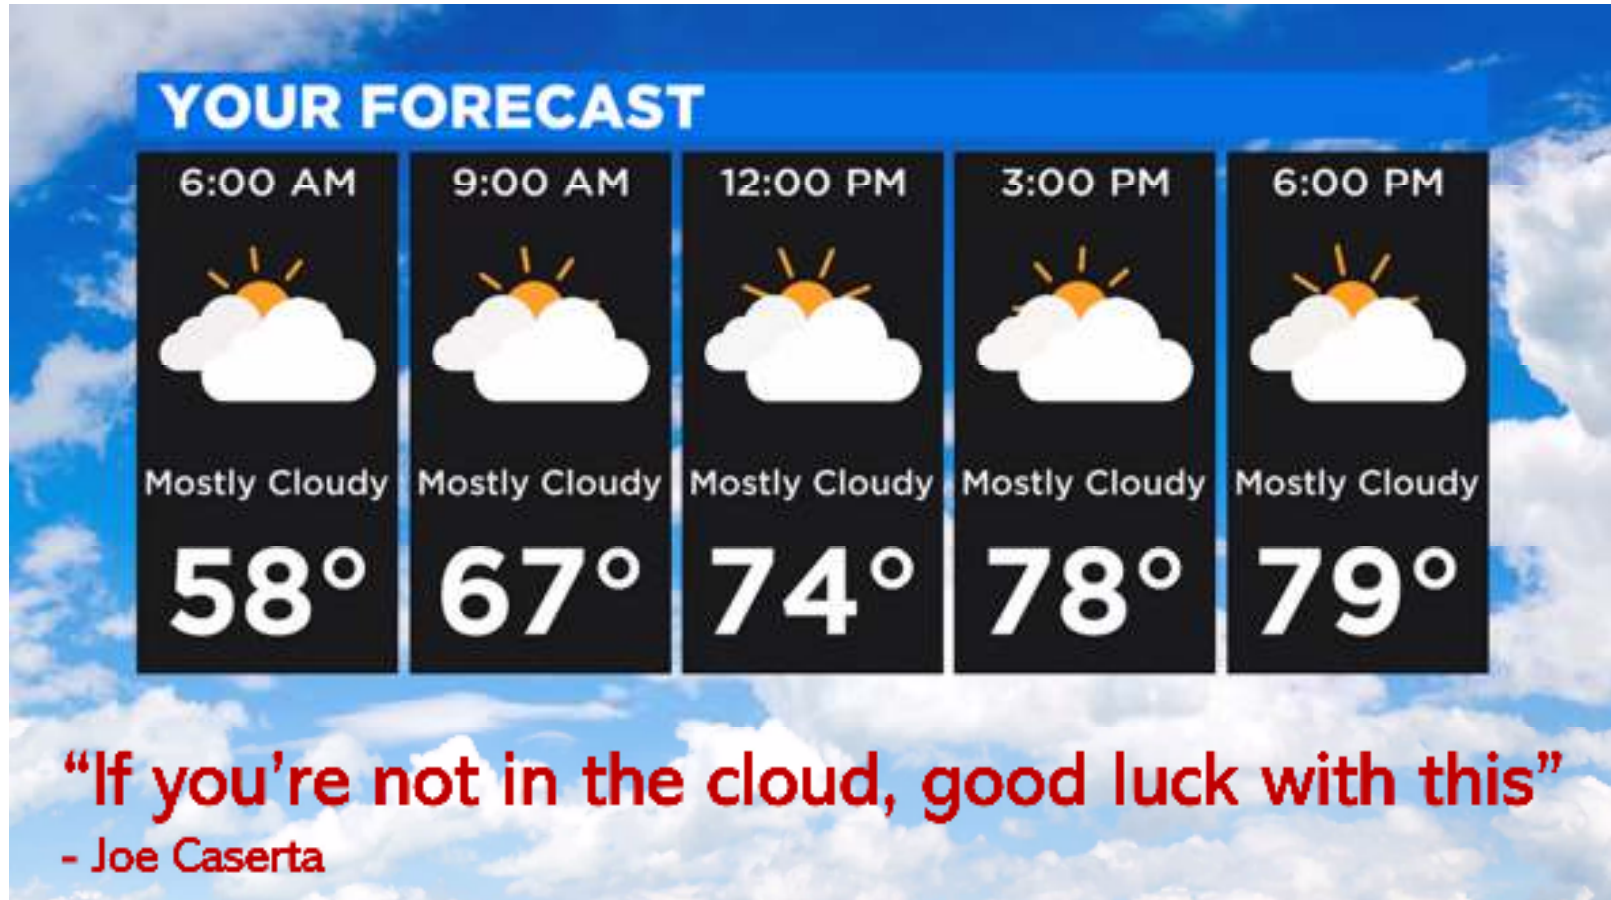 YOUR FORECAST
6:00 AM 9:00 AM 12:00 PM 3:00 PM 6:00 PM
Mostly Cloudy Mostly Cloudy Mostly Cloudy Mostly Cloudy Mostly Cloudy
58° 67° 74° 78° 79°
“If you’re not in the cloud, good luck with this”
- Joe Caserta